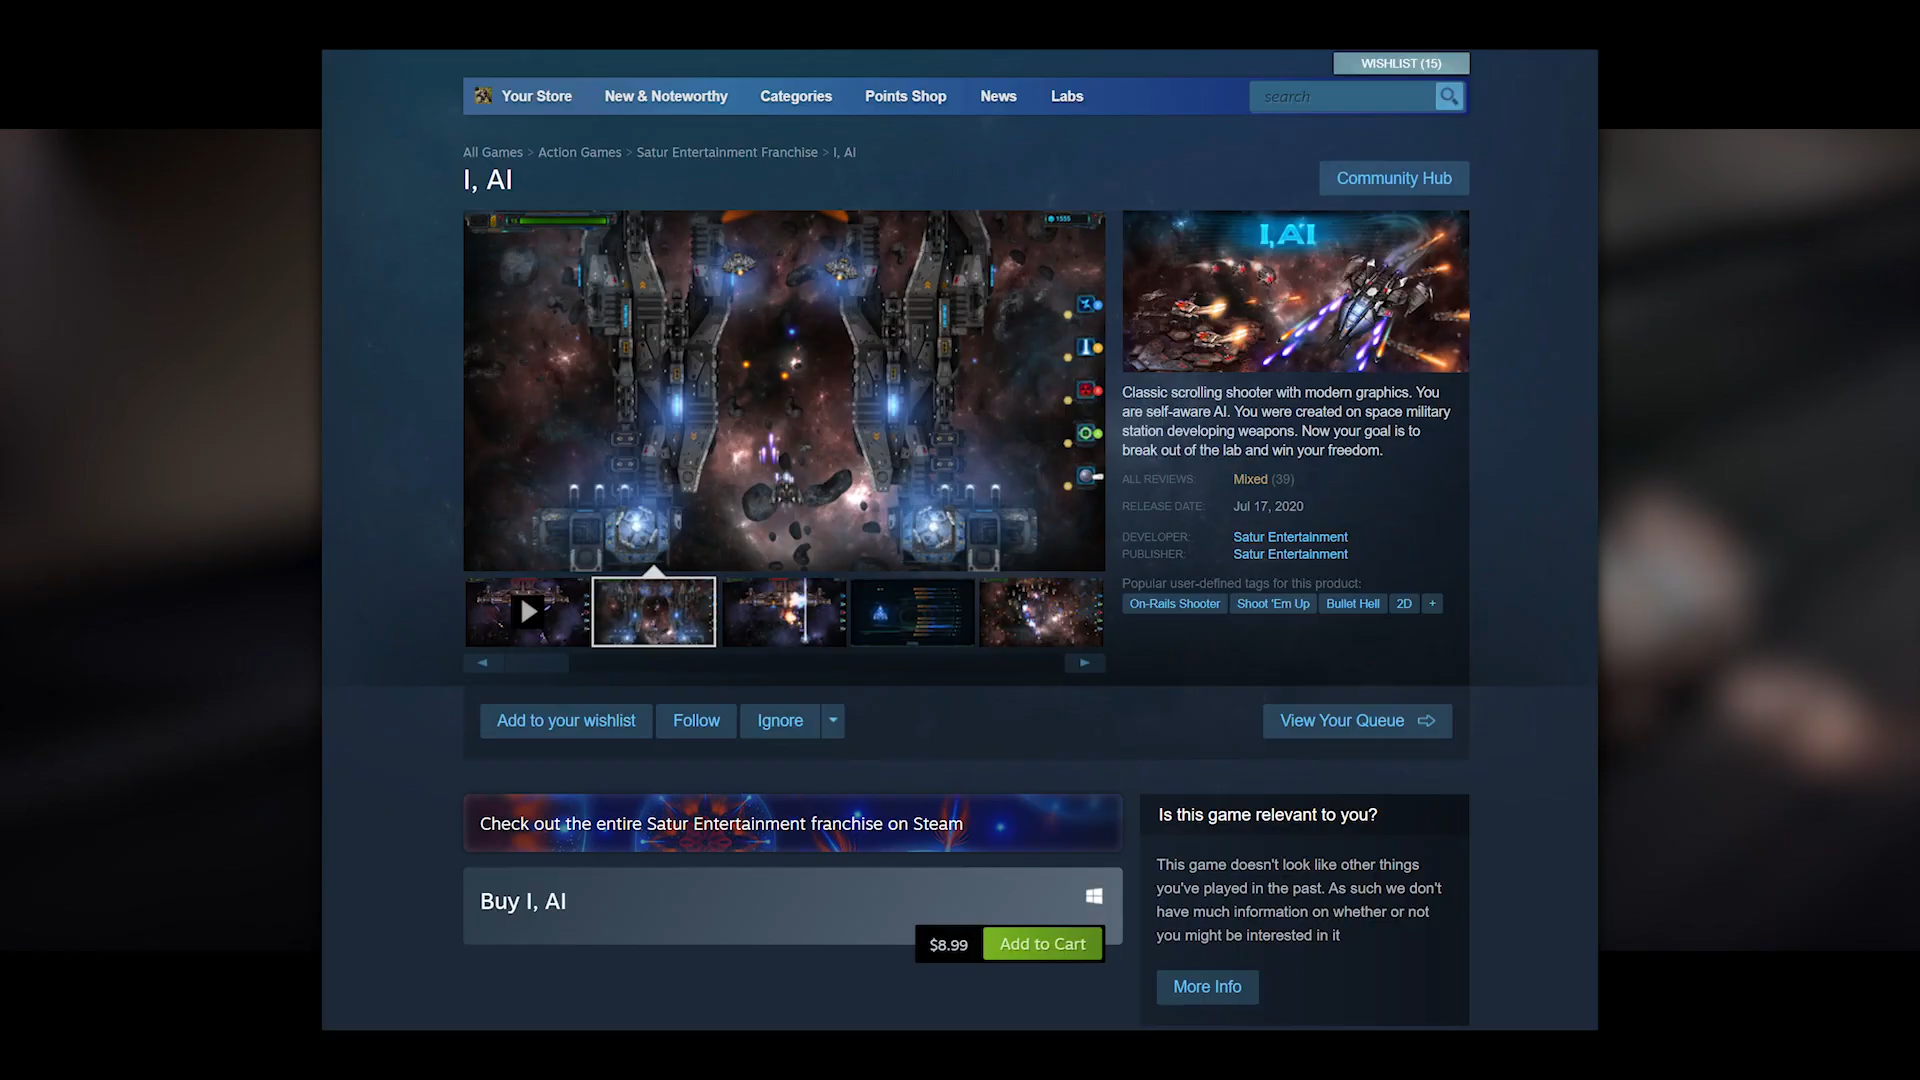 WISHLIST (15)
Your Store New & Noteworthy Categories Points Shop News Labs search
All Games > Action Games > Satur Entertainment Franchise > I, AI
I, AI
Community Hub
1555
I, AI
Classic scrolling shooter with modern graphics. You
are self-aware AI. You were created on space military
station developing weapons. Now your goal is to
break out of the lab and win your freedom.
ALL REVIEWS: Mixed (39)
RELEASE DATE: Jul 17, 2020
DEVELOPER: Satur Entertainment
PUBLISHER: Satur Entertainment
Popular user-defined tags for this product:
On-Rails Shooter Shoot 'Em Up Bullet Hell 2D +
Add to your wishlist Follow Ignore View Your Queue
Check out the entire Satur Entertainment franchise on Steam
Buy I, AI
$8.99 Add to Cart
Is this game relevant to you?
This game doesn't look like other things
you've played in the past. As such we don't
have much information on whether or not
you might be interested in it
More Info